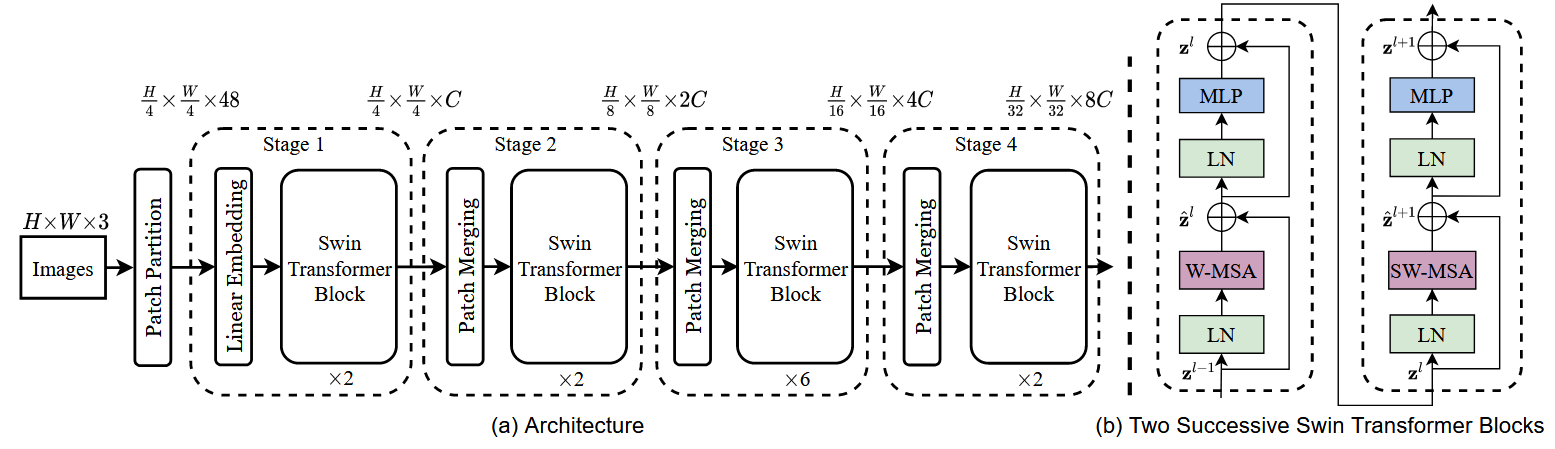 H/4 × W/4 × 48
H/4 × W/4 × C
H/8 × W/8 × 2C
H/16 × W/16 × 4C
H/32 × W/32 × 8C
H×W×3
Images
Patch Partition
Stage 1
Linear Embedding
Swin
Transformer
Block
×2
Stage 2
Patch Merging
Swin
Transformer
Block
×2
Stage 3
Patch Merging
Swin
Transformer
Block
×6
Stage 4
Patch Merging
Swin
Transformer
Block
×2
(a) Architecture
z^l
MLP
LN
ẑ^l
W-MSA
LN
z^{l−1}
z^{l+1}
MLP
LN
ẑ^{l+1}
SW-MSA
LN
z^l
(b) Two Successive Swin Transformer Blocks